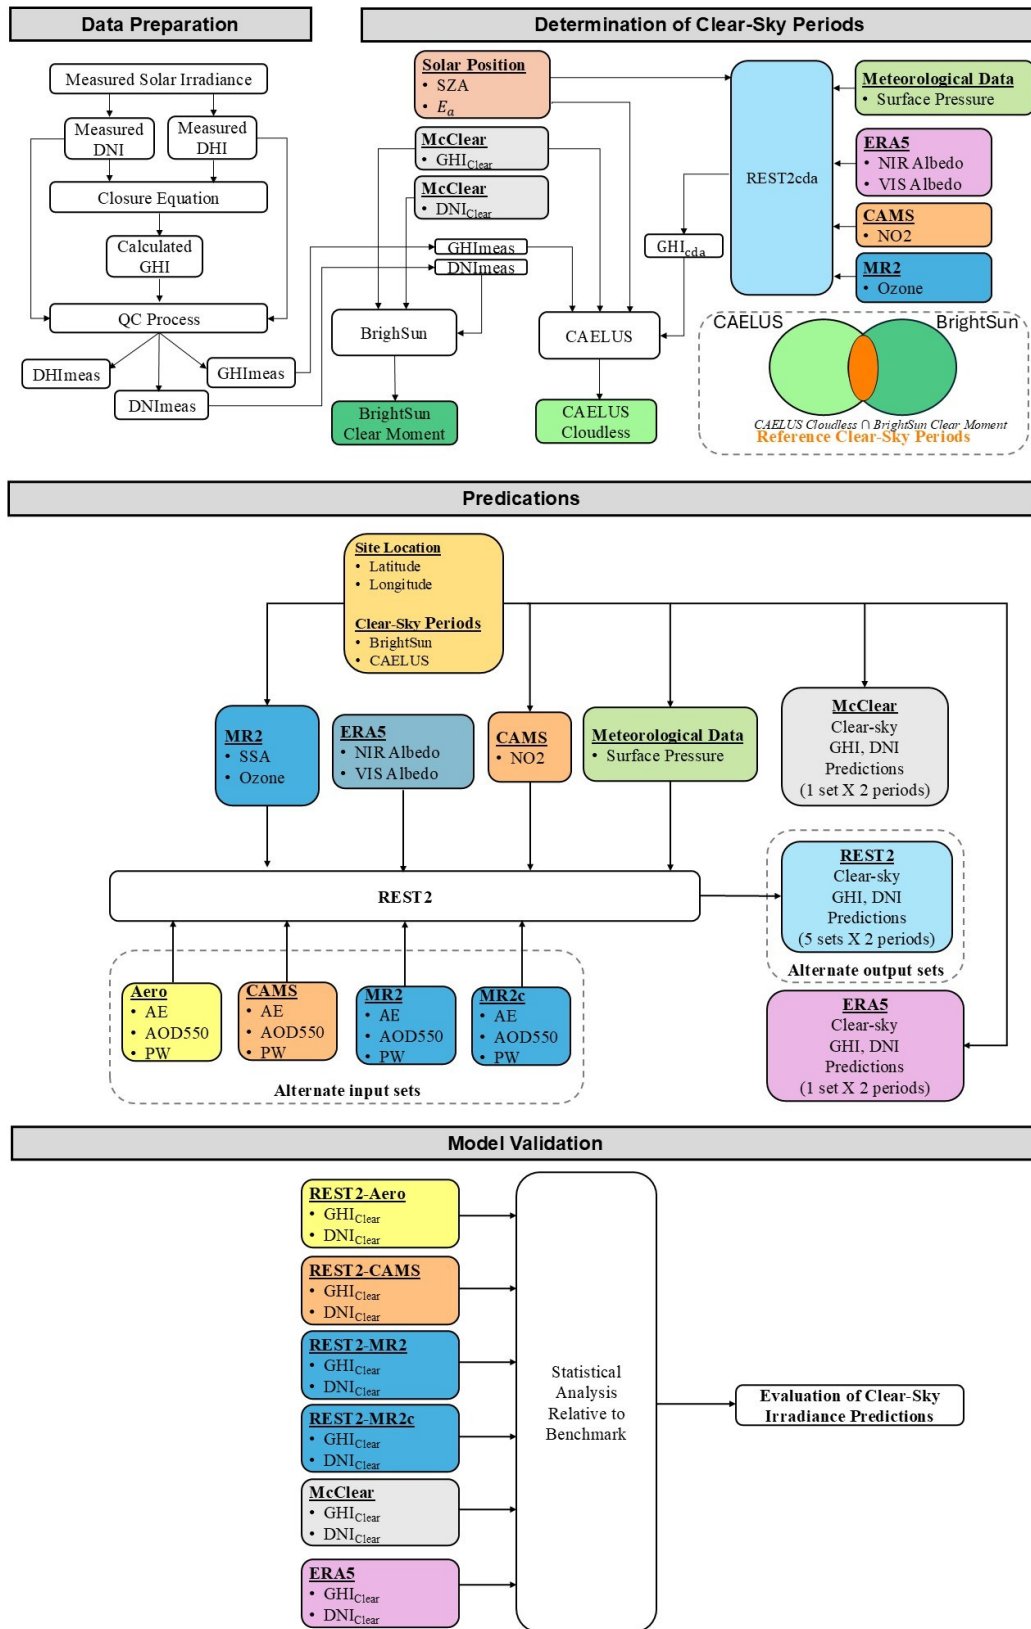 Data Preparation
Measured Solar Irradiance
Measured
DNI
Measured
DHI
Closure Equation
Calculated
GHI
QC Process
DHImeas
DNImeas
GHImeas
Determination of Clear-Sky Periods
Solar Position
• SZA
• Ea
McClear
• GHIClear
McClear
• DNIClear
GHImeas
DNImeas
BrighSun
BrightSun
Clear Moment
GHIcda
CAELUS
CAELUS
Cloudless
REST2cda
Meteorological Data
• Surface Pressure
ERA5
• NIR Albedo
• VIS Albedo
CAMS
• NO2
MR2
• Ozone
CAELUS
BrightSun
CAELUS Cloudless ∩ BrightSun Clear Moment
Reference Clear-Sky Periods
Predications
Site Location
• Latitude
• Longitude
Clear-Sky Periods
• BrightSun
• CAELUS
MR2
• SSA
• Ozone
ERA5
• NIR Albedo
• VIS Albedo
CAMS
• NO2
Meteorological Data
• Surface Pressure
McClear
Clear-sky
GHI, DNI
Predictions
(1 set X 2 periods)
REST2
REST2
Clear-sky
GHI, DNI
Predictions
(5 sets X 2 periods)
Alternate output sets
Aero
• AE
• AOD550
• PW
CAMS
• AE
• AOD550
• PW
MR2
• AE
• AOD550
• PW
MR2c
• AE
• AOD550
• PW
Alternate input sets
ERA5
Clear-sky
GHI, DNI
Predictions
(1 set X 2 periods)
Model Validation
REST2-Aero
• GHIClear
• DNIClear
REST2-CAMS
• GHIClear
• DNIClear
REST2-MR2
• GHIClear
• DNIClear
REST2-MR2c
• GHIClear
• DNIClear
McClear
• GHIClear
• DNIClear
ERA5
• GHIClear
• DNIClear
Statistical
Analysis
Relative to
Benchmark
Evaluation of Clear-Sky
Irradiance Predictions